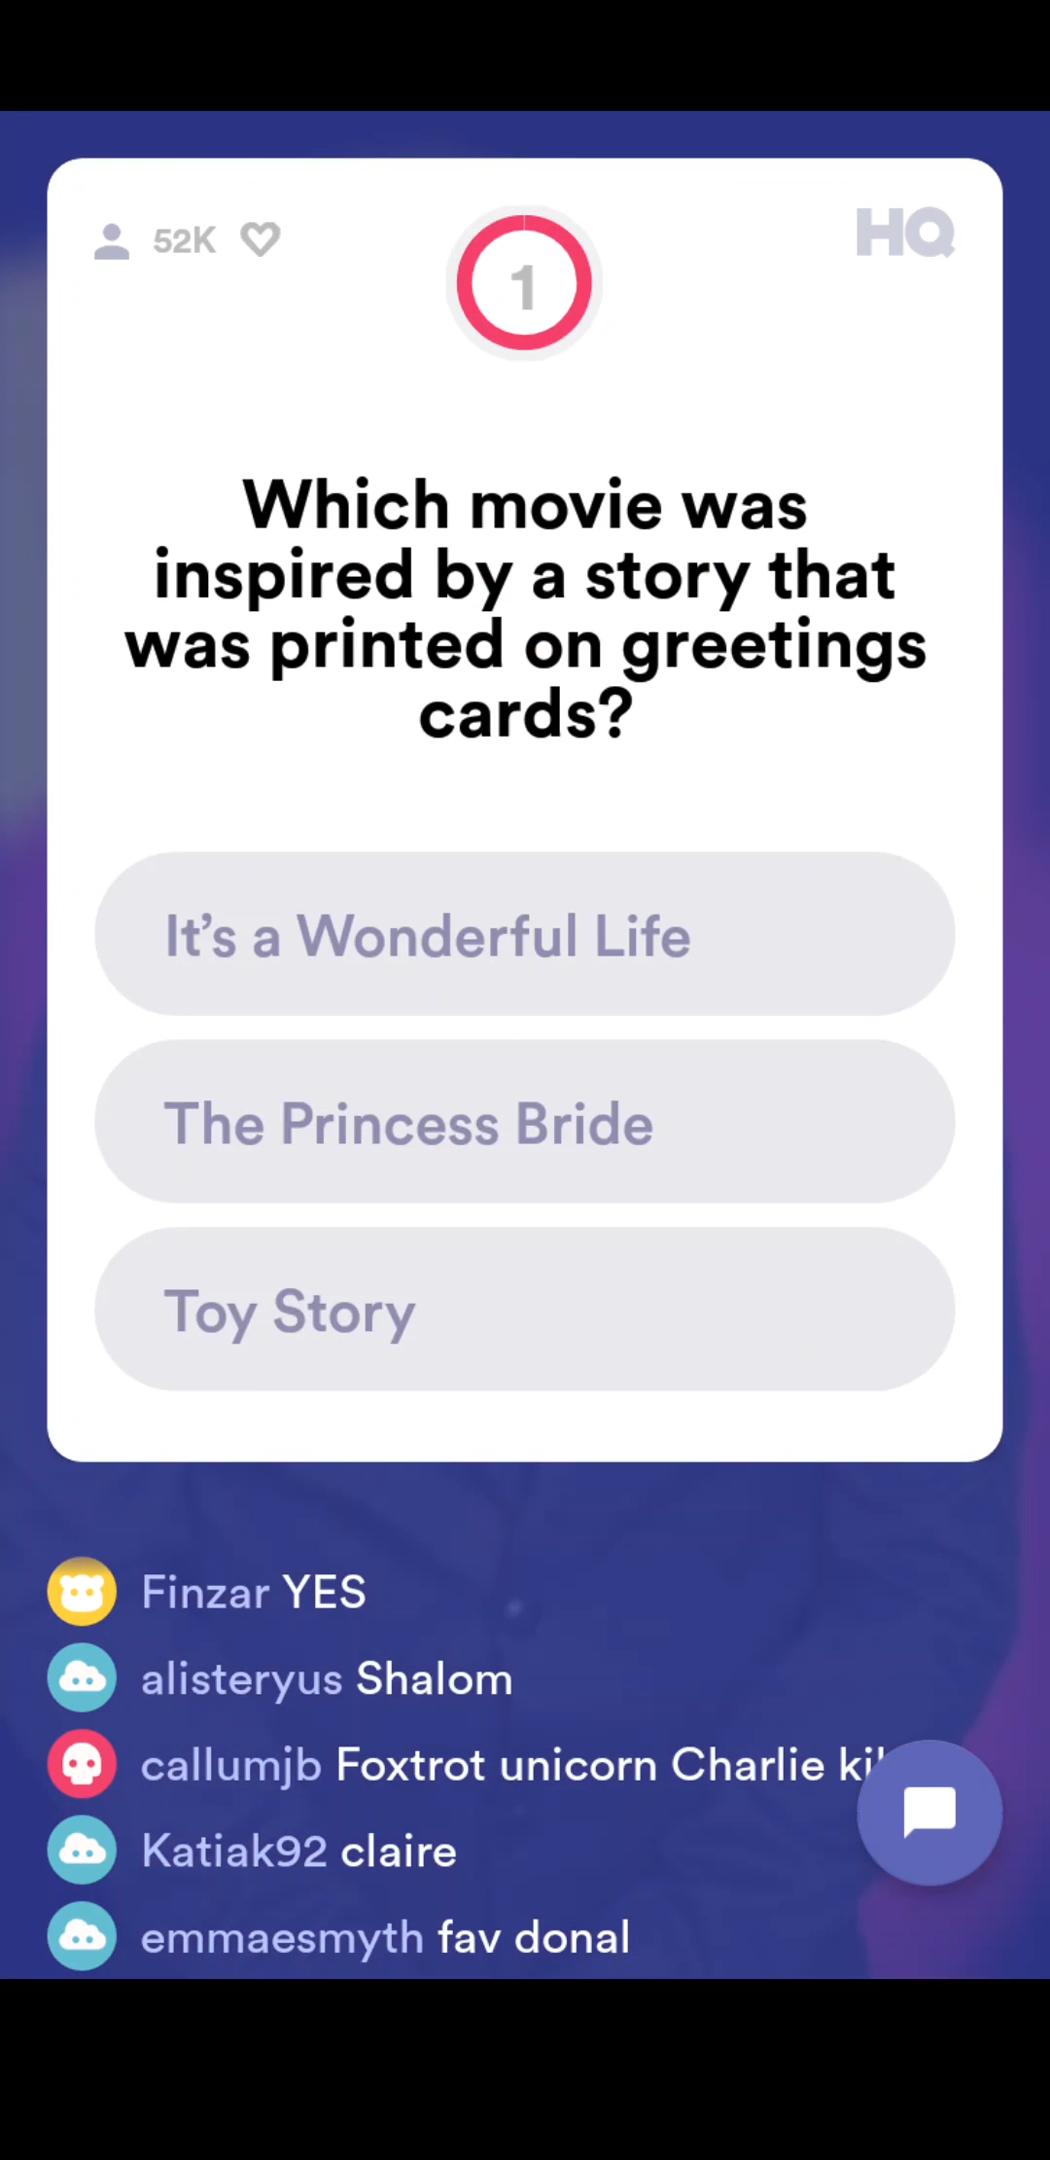 52K
HQ
1
Which movie was
inspired by a story that
was printed on greetings
cards?
It's a Wonderful Life
The Princess Bride
Toy Story
Finzar YES
alisteryus Shalom
callumjb Foxtrot unicorn Charlie
Katiak92 claire
emmaesmyth fav donal